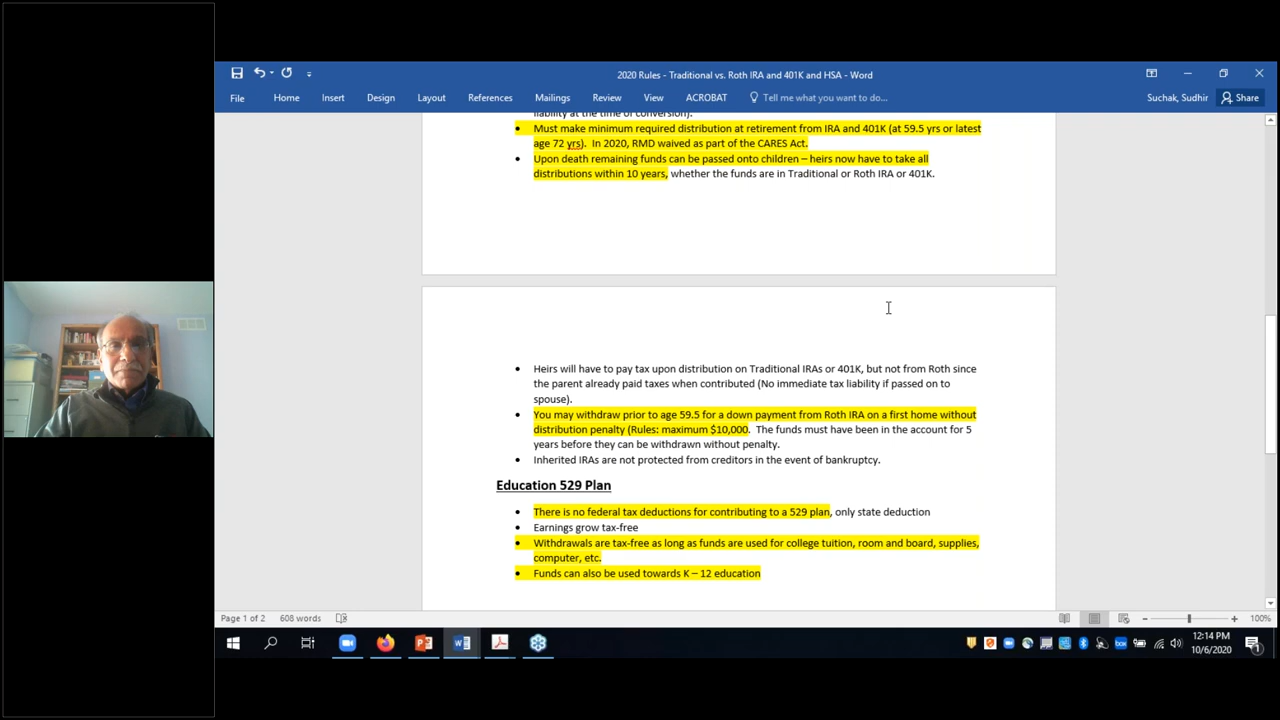 2020 Rules - Traditional vs. Roth IRA and 401K and HSA - Word
File Home Insert Design Layout References Mailings Review View ACROBAT Tell me what you want to do... Suchak, Sudhir Share
liability at the time of conversion).
• Must make minimum required distribution at retirement from IRA and 401K (at 59.5 yrs or latest
age 72 yrs). In 2020, RMD waived as part of the CARES Act.
• Upon death remaining funds can be passed onto children – heirs now have to take all
distributions within 10 years, whether the funds are in Traditional or Roth IRA or 401K.
• Heirs will have to pay tax upon distribution on Traditional IRAs or 401K, but not from Roth since
the parent already paid taxes when contributed (No immediate tax liability if passed on to
spouse).
• You may withdraw prior to age 59.5 for a down payment from Roth IRA on a first home without
distribution penalty (Rules: maximum $10,000. The funds must have been in the account for 5
years before they can be withdrawn without penalty.
• Inherited IRAs are not protected from creditors in the event of bankruptcy.
Education 529 Plan
• There is no federal tax deductions for contributing to a 529 plan, only state deduction
• Earnings grow tax-free
• Withdrawals are tax-free as long as funds are used for college tuition, room and board, supplies,
computer, etc.
• Funds can also be used towards K – 12 education
Page 1 of 2 608 words 100%
12:14 PM
10/6/2020